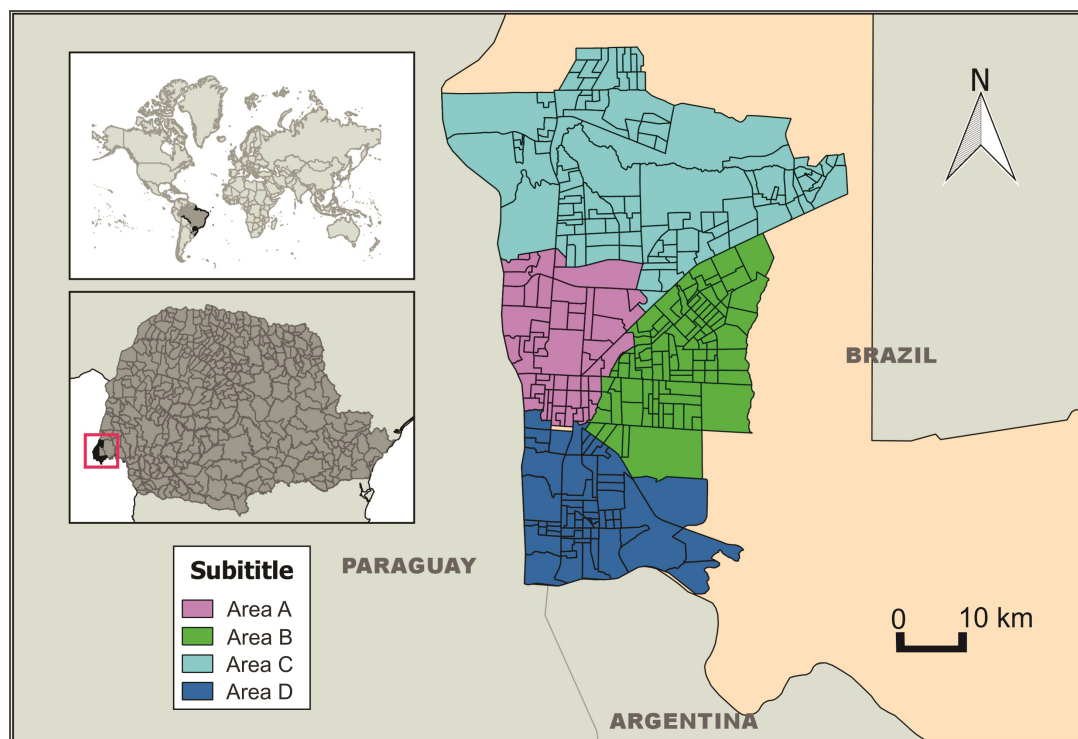 N
BRAZIL
PARAGUAY
Subititle
Area A
Area B
Area C
Area D
0 10 km
ARGENTINA